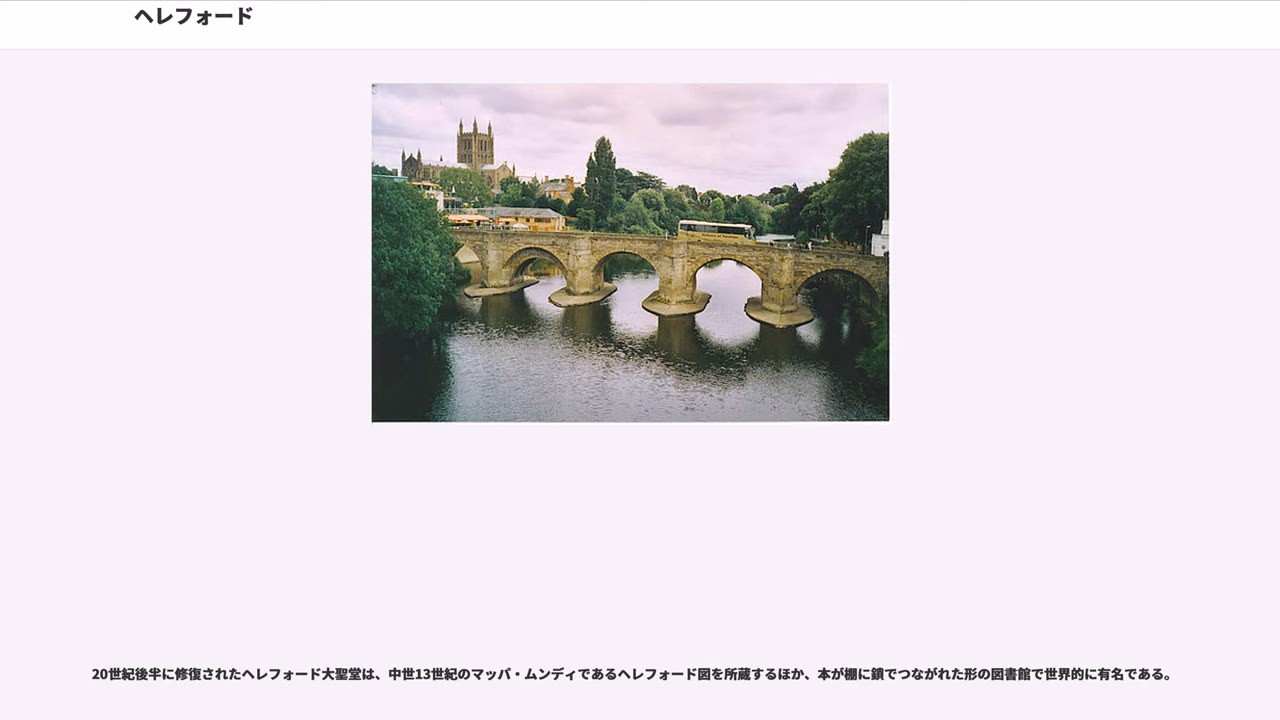 ヘレフォード
20世紀後半に修復されたヘレフォード大聖堂は、中世13世紀のマッパ・ムンディであるヘレフォード図を所蔵するほか、本が棚に鎖でつながれた形の図書館で世界的に有名である。